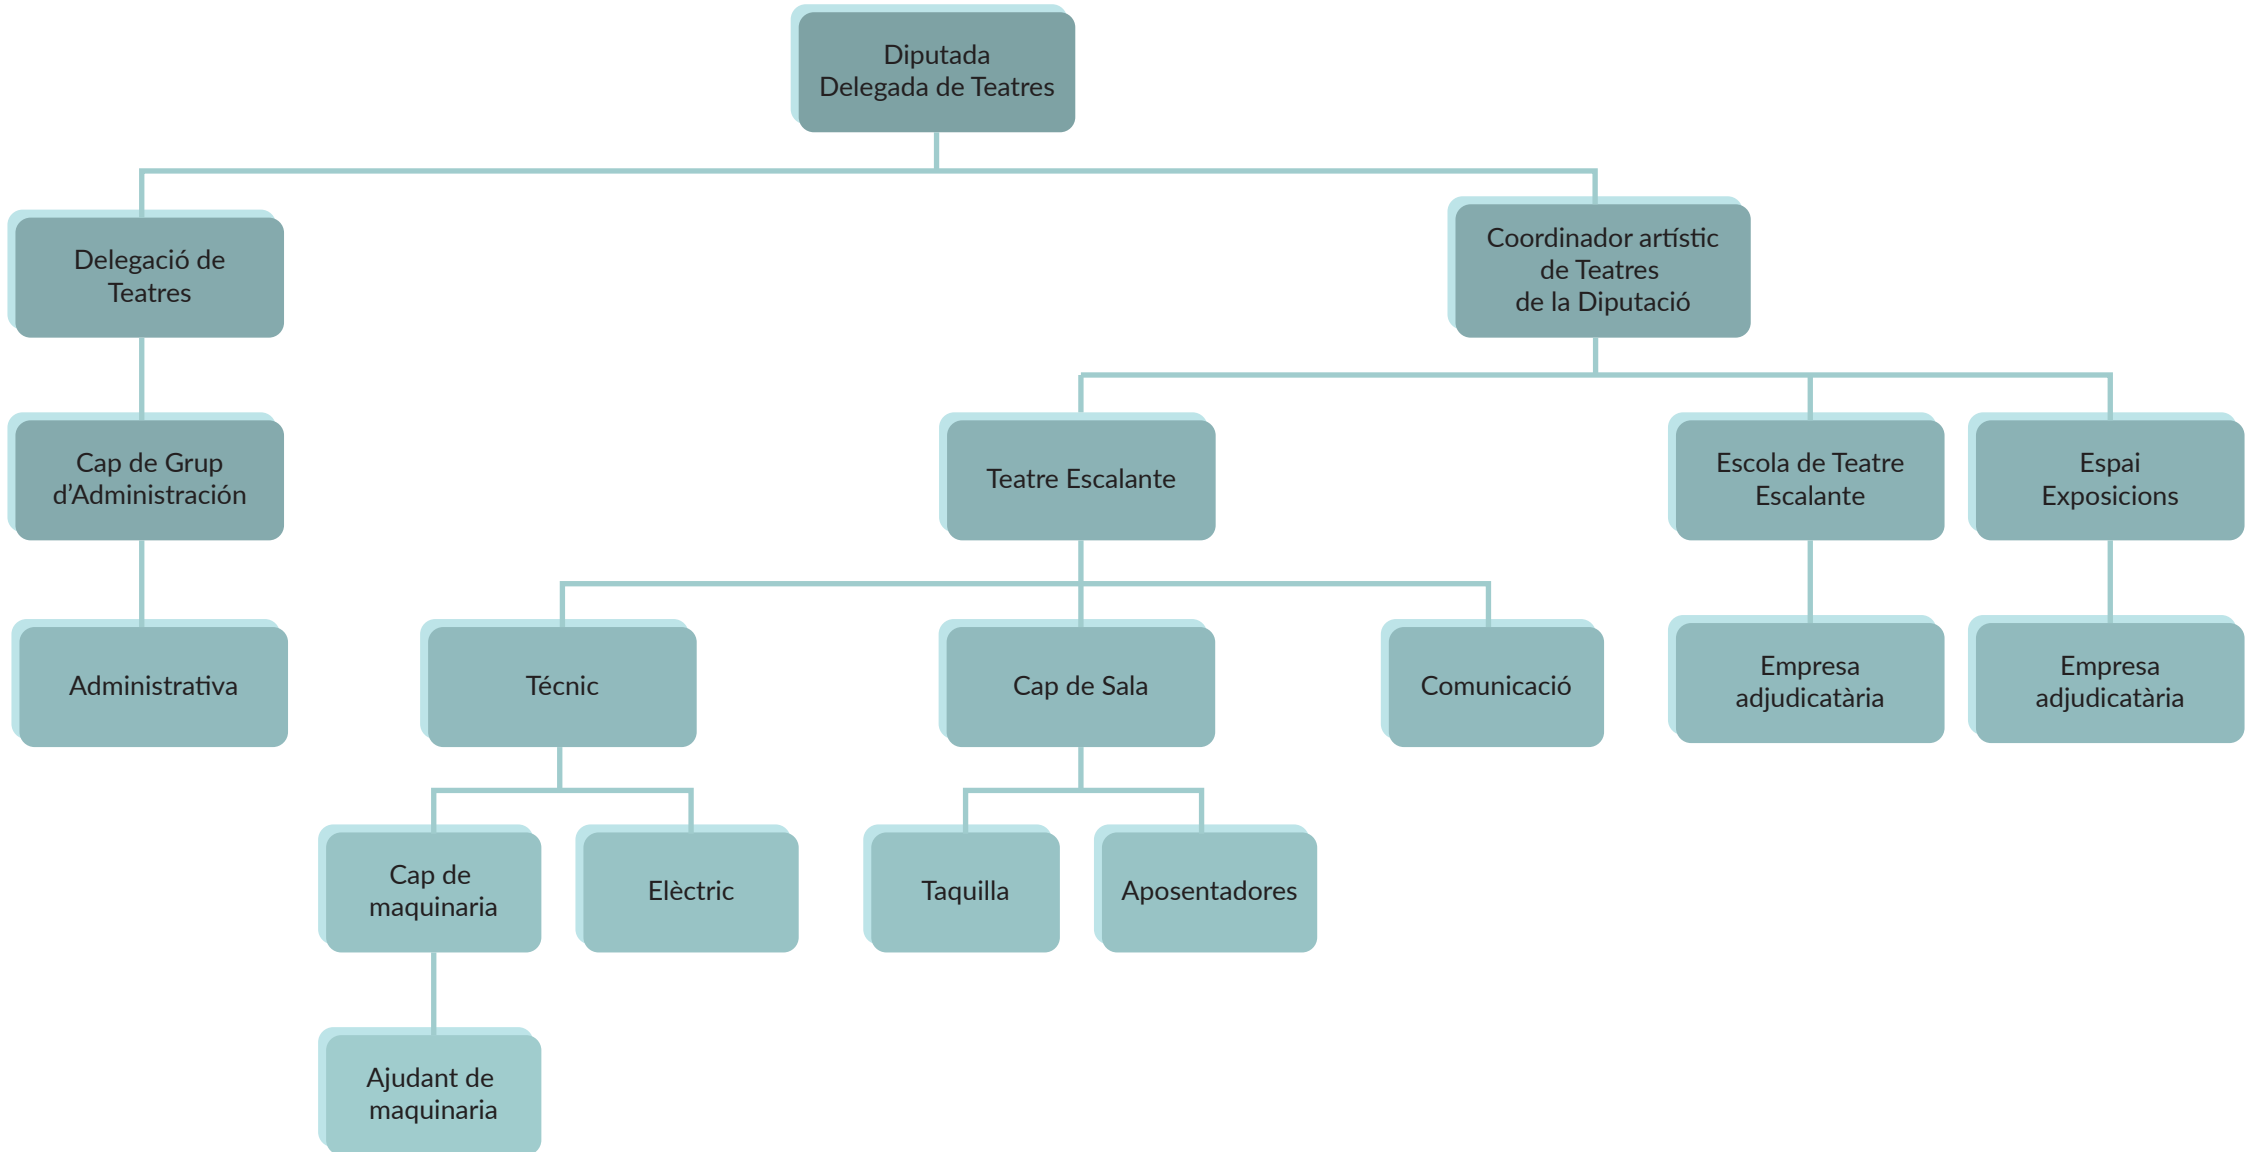 Diputada
Delegada de Teatres
Delegació de
Teatres
Coordinador artístic
de Teatres
de la Diputació
Cap de Grup
d’Administración
Teatre Escalante
Escola de Teatre
Escalante
Espai
Exposicions
Administrativa
Técnic
Cap de Sala
Comunicació
Empresa
adjudicatària
Empresa
adjudicatària
Cap de
maquinaria
Elèctric
Taquilla
Aposentadores
Ajudant de
maquinaria